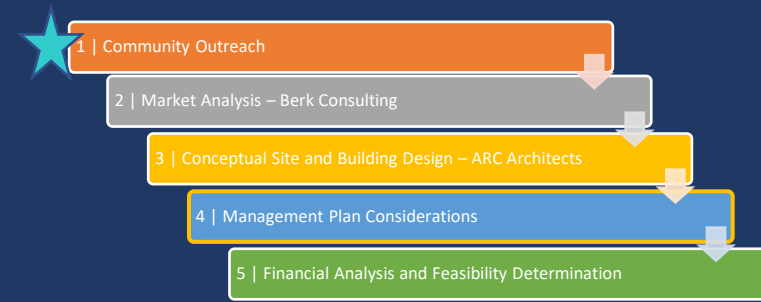 1 | Community Outreach
2 | Market Analysis – Berk Consulting
3 | Conceptual Site and Building Design – ARC Architects
4 | Management Plan Considerations
5 | Financial Analysis and Feasibility Determination